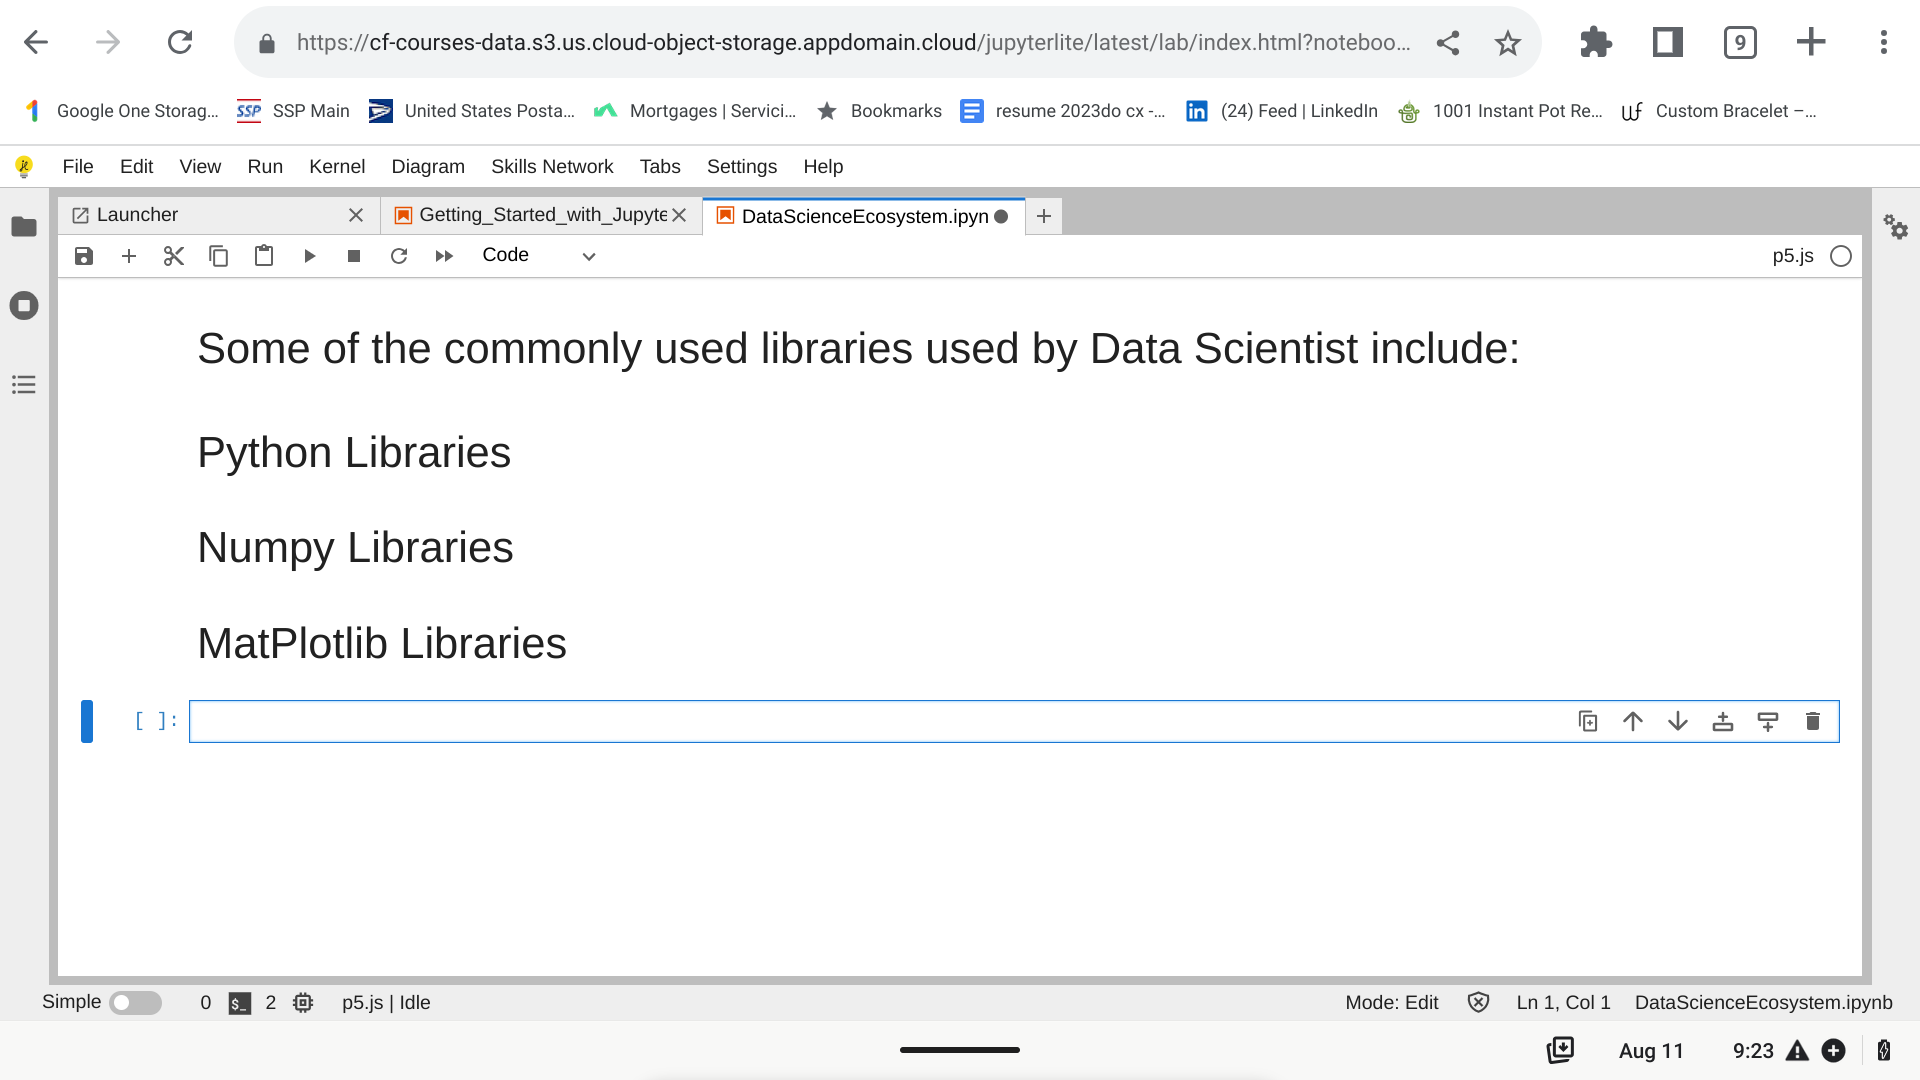 https://cf-courses-data.s3.us.cloud-object-storage.appdomain.cloud/jupyterlite/latest/lab/index.html?noteboo...
9
Google One Storag...
SSP SSP Main
United States Posta...
Mortgages | Servici...
Bookmarks
resume 2023do cx -...
in (24) Feed | LinkedIn
1001 Instant Pot Re...
Custom Bracelet –...
File Edit View Run Kernel Diagram Skills Network Tabs Settings Help
Launcher
Getting_Started_with_Jupyte
DataScienceEcosystem.ipyn
Code
p5.js
Some of the commonly used libraries used by Data Scientist include:
Python Libraries
Numpy Libraries
MatPlotlib Libraries
[ ]:
Simple 0 $_ 2 p5.js | Idle
Mode: Edit Ln 1, Col 1 DataScienceEcosystem.ipynb
Aug 11 9:23